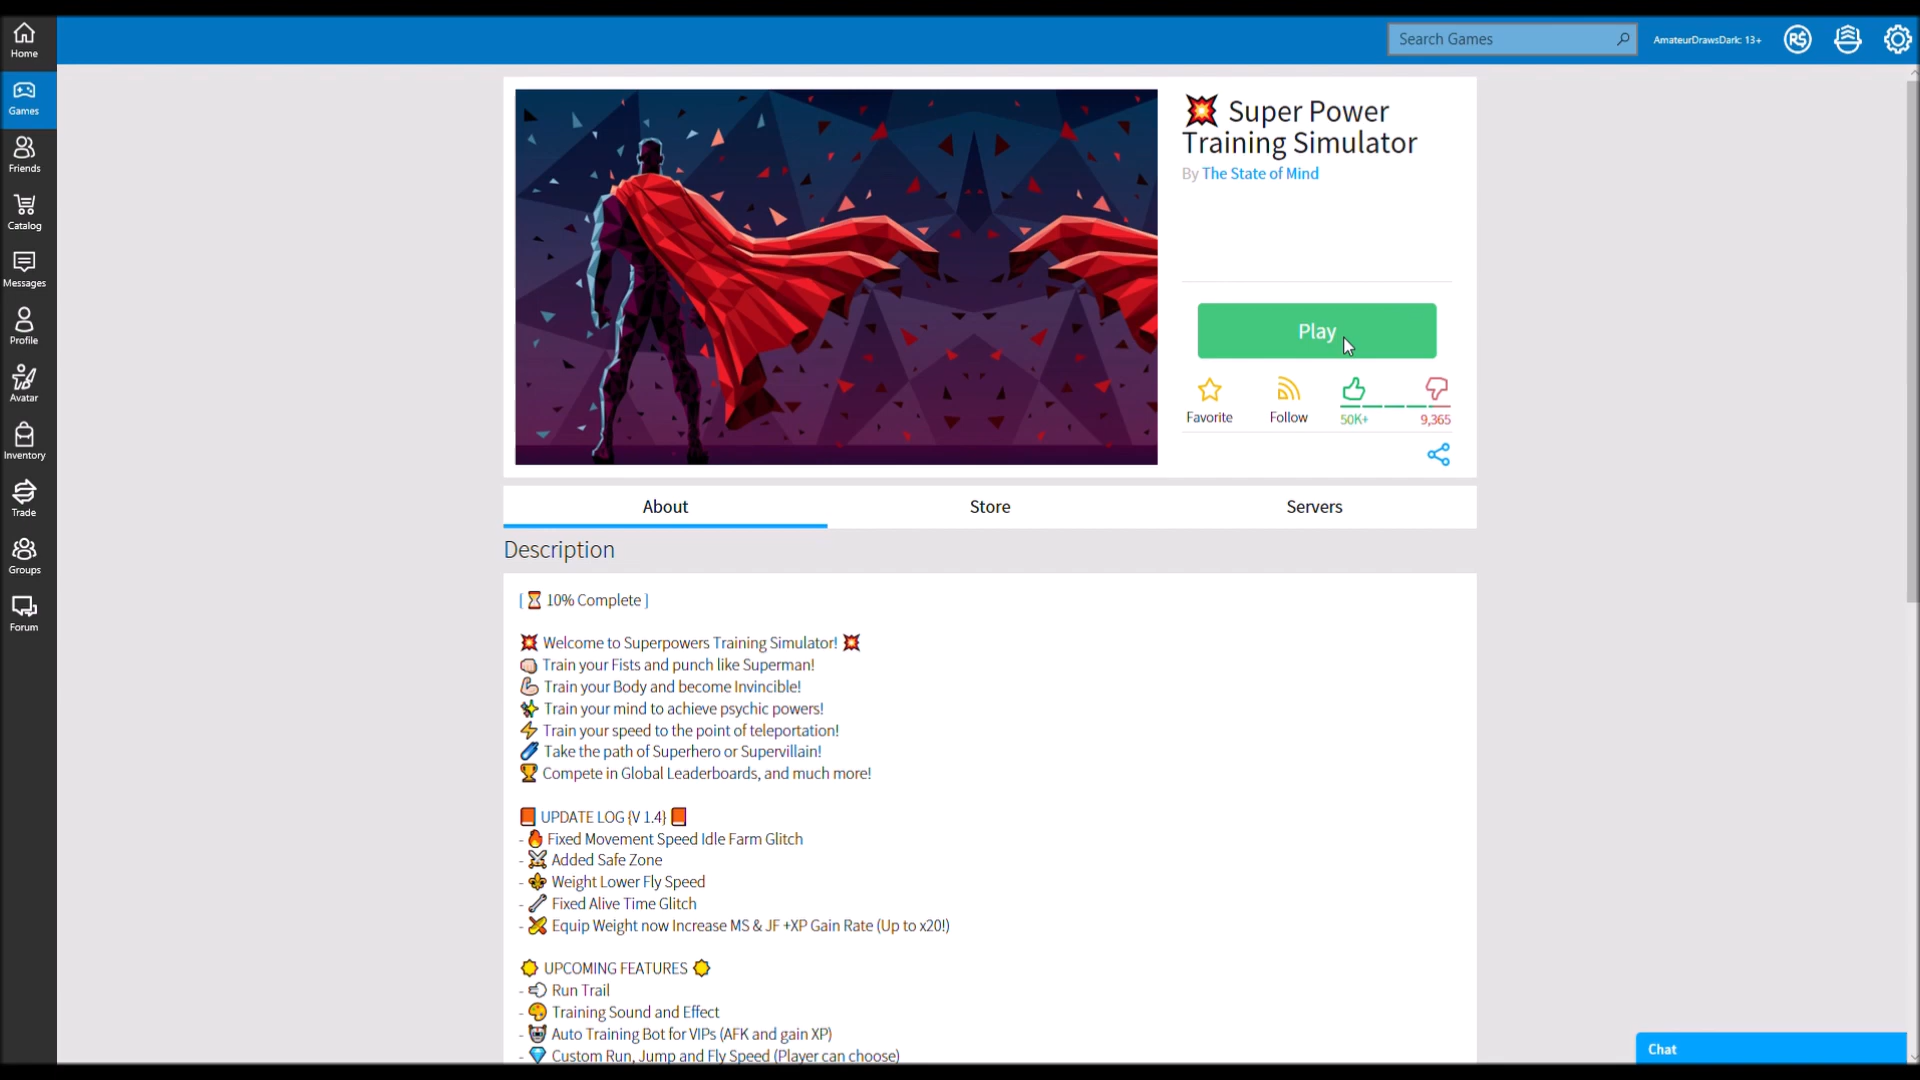 Home
Games
Friends
Catalog
Messages
Profile
Avatar
Inventory
Trade
Groups
Forum
Search Games
AmateurDrawsDark: 13+
R$
💥 Super Power
Training Simulator
By The State of Mind
Play
Favorite
Follow
50K+
9,365
About
Store
Servers
Description
[ ⏳ 10% Complete ]
💥 Welcome to Superpowers Training Simulator! 💥
👊 Train your Fists and punch like Superman!
💪 Train your Body and become Invincible!
✨ Train your mind to achieve psychic powers!
⚡ Train your speed to the point of teleportation!
Take the path of Superhero or Supervillain!
🏆 Compete in Global Leaderboards, and much more!
📙 UPDATE LOG {V 1.4} 📙
- 🔥 Fixed Movement Speed Idle Farm Glitch
- ⚔ Added Safe Zone
- ⚜ Weight Lower Fly Speed
- 🔧 Fixed Alive Time Glitch
- Equip Weight now Increase MS & JF +XP Gain Rate (Up to x20!)
UPCOMING FEATURES
- 💨 Run Trail
- 🎨 Training Sound and Effect
- 🤖 Auto Training Bot for VIPs (AFK and gain XP)
- 💎 Custom Run, Jump and Fly Speed (Player can choose)
Chat